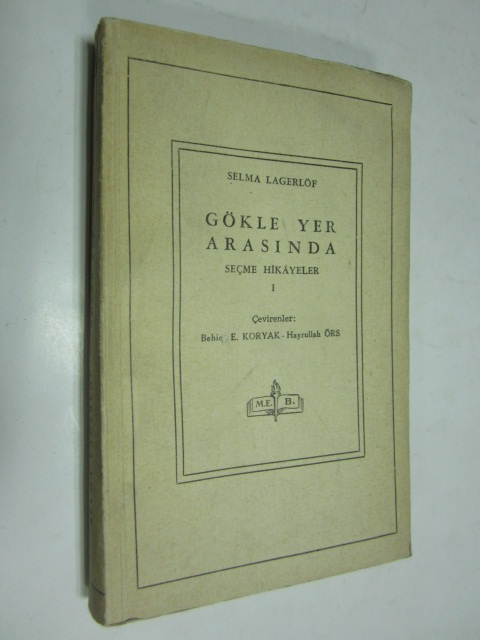 SELMA LAGERLÖF
GÖKLE YER
ARASINDA
SEÇME HİKÂYELER
I
Çevirenler:
Behiç E. KORYAK - Hayrullah ÖRS
M.E. B.